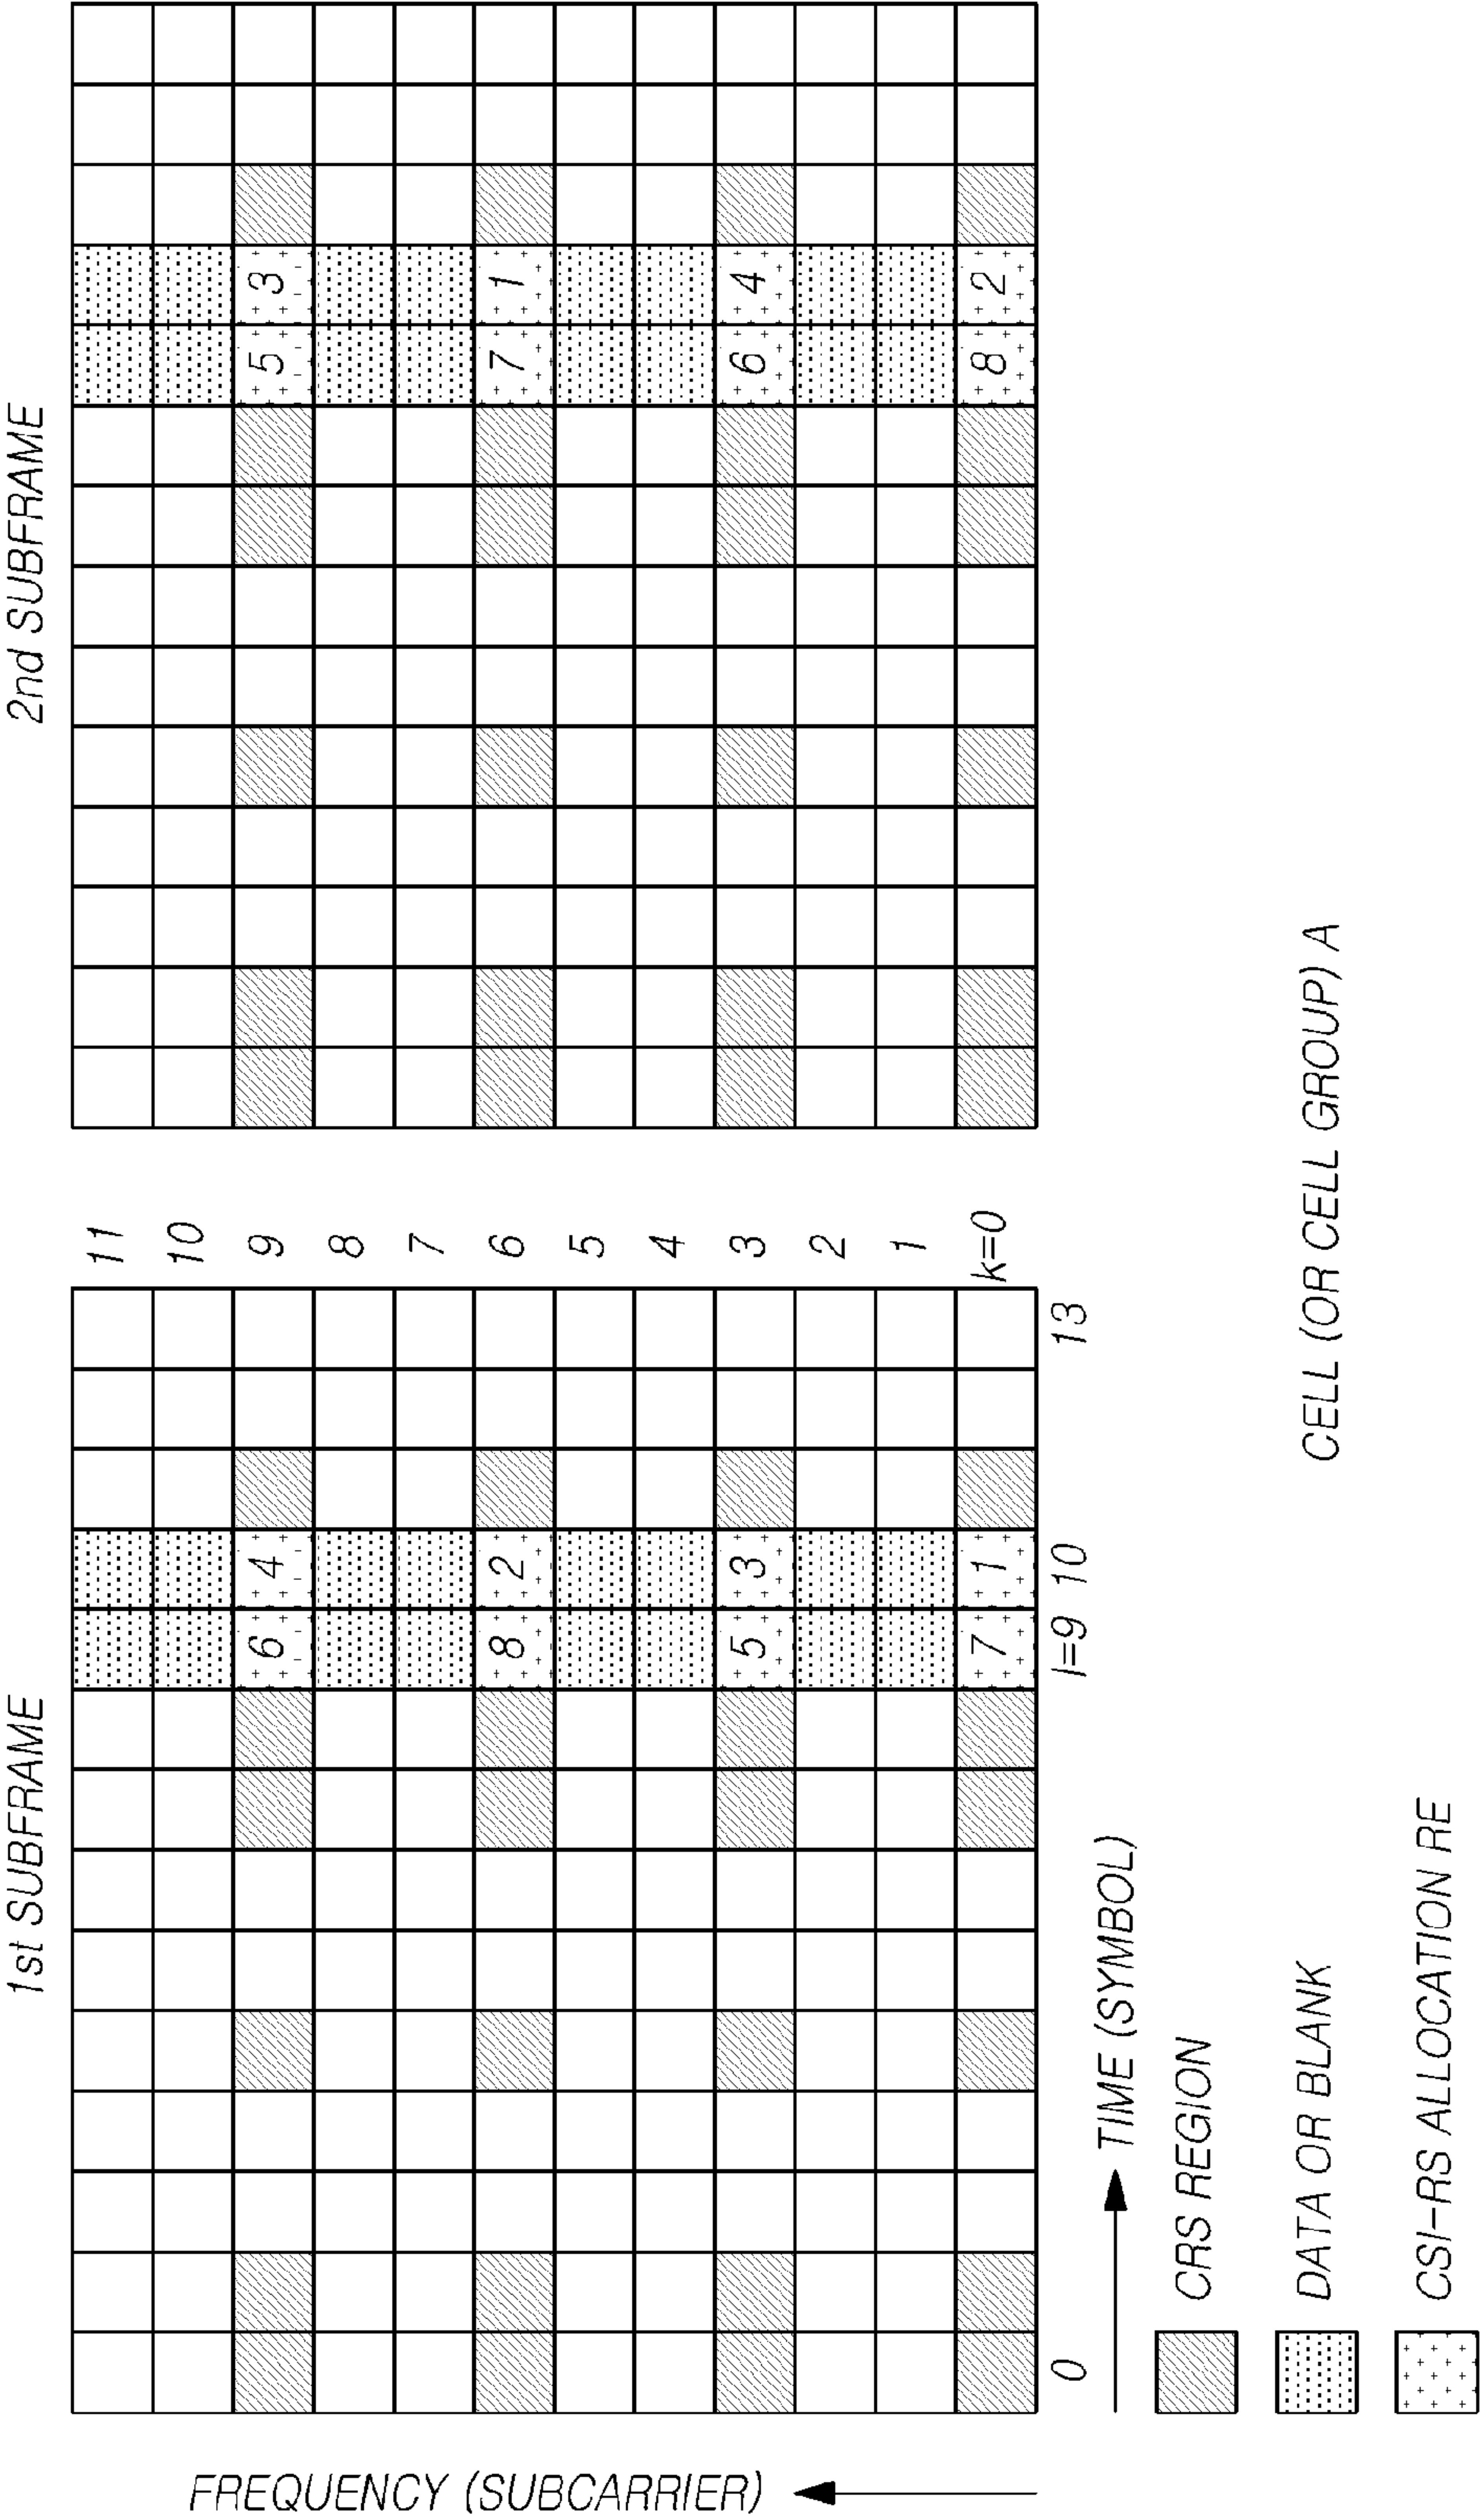 1st SUBFRAME
2nd SUBFRAME
FREQUENCY (SUBCARRIER)
11
10
6 4 9 5 3
8
7
8 2 6 7 1
5
4
5 3 3 6 4
2
1
7 1 k=0 8 2
0 l=9 10 13
TIME (SYMBOL)
CRS REGION
DATA OR BLANK
CELL (OR CELL GROUP) A
CSI-RS ALLOCATION RE